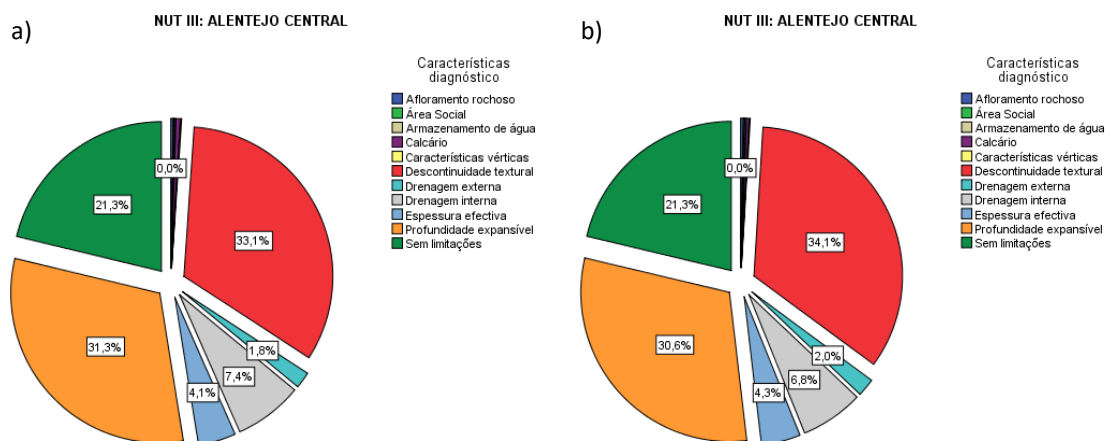 a)
NUT III: ALENTEJO CENTRAL
Características
diagnóstico
Afloramento rochoso
Área Social
Armazenamento de água
Calcário
Características vérticas
Descontinuidade textural
Drenagem externa
Drenagem interna
Espessura efectiva
Profundidade expansível
Sem limitações
0,0%
21,3%
33,1%
31,3%
1,8%
7,4%
4,1%
b)
NUT III: ALENTEJO CENTRAL
Características
diagnóstico
Afloramento rochoso
Área Social
Armazenamento de água
Calcário
Características vérticas
Descontinuidade textural
Drenagem externa
Drenagem interna
Espessura efectiva
Profundidade expansível
Sem limitações
0,0%
21,3%
34,1%
30,6%
2,0%
6,8%
4,3%